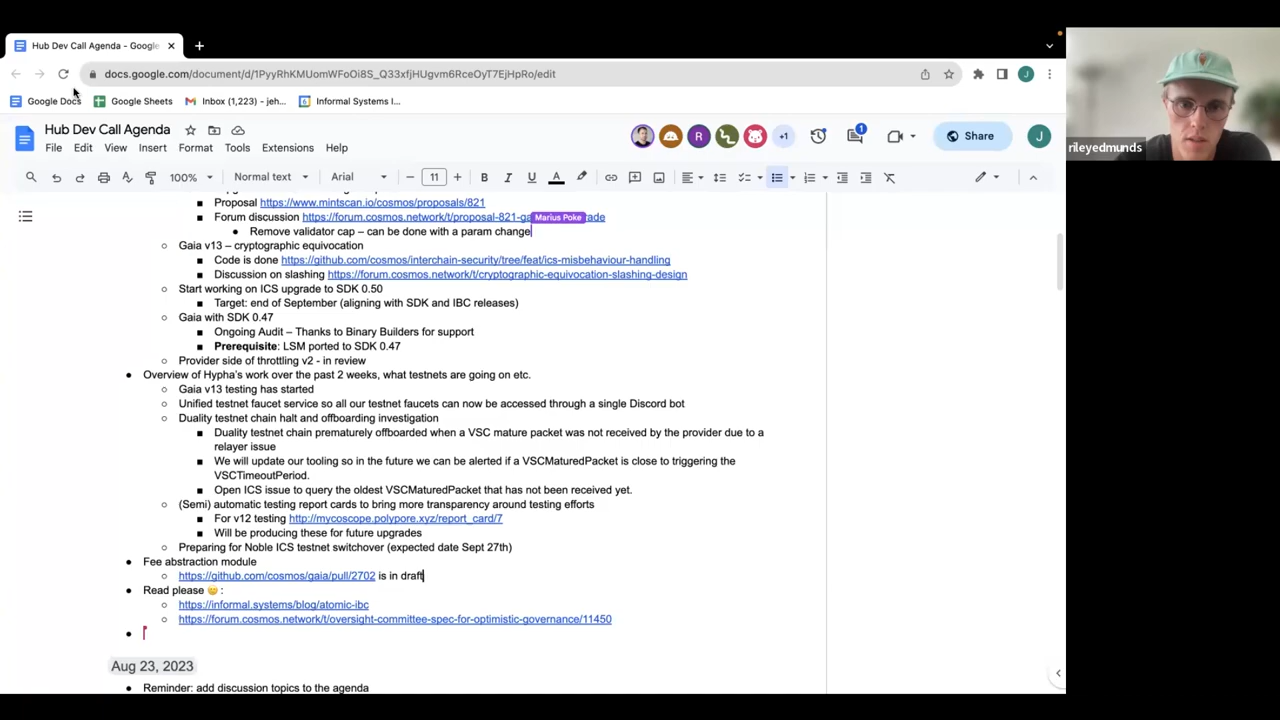 Hub Dev Call Agenda - Google
docs.google.com/document/d/1PyyRhKMUomWFoOi8S_Q33xfjHUgvm6RceOyT7EjHpRo/edit
Google Docs Google Sheets Inbox (1,223) - jeh... Informal Systems I...
Hub Dev Call Agenda
File Edit View Insert Format Tools Extensions Help
R +1 1 Share J
100% Normal text Arial 11
Proposal https://www.mintscan.io/cosmos/proposals/821
Forum discussion https://forum.cosmos.network/t/proposal-821-ga Marius Poke rade
Remove validator cap – can be done with a param change
Gaia v13 – cryptographic equivocation
Code is done https://github.com/cosmos/interchain-security/tree/feat/ics-misbehaviour-handling
Discussion on slashing https://forum.cosmos.network/t/cryptographic-equivocation-slashing-design
Start working on ICS upgrade to SDK 0.50
Target: end of September (aligning with SDK and IBC releases)
Gaia with SDK 0.47
Ongoing Audit – Thanks to Binary Builders for support
Prerequisite: LSM ported to SDK 0.47
Provider side of throttling v2 - in review
Overview of Hypha's work over the past 2 weeks, what testnets are going on etc.
Gaia v13 testing has started
Unified testnet faucet service so all our testnet faucets can now be accessed through a single Discord bot
Duality testnet chain halt and offboarding investigation
Duality testnet chain prematurely offboarded when a VSC mature packet was not received by the provider due to a
relayer issue
We will update our tooling so in the future we can be alerted if a VSCMaturedPacket is close to triggering the
VSCTimeoutPeriod.
Open ICS issue to query the oldest VSCMaturedPacket that has not been received yet.
(Semi) automatic testing report cards to bring more transparency around testing efforts
For v12 testing http://mycoscope.polypore.xyz/report_card/7
Will be producing these for future upgrades
Preparing for Noble ICS testnet switchover (expected date Sept 27th)
Fee abstraction module
https://github.com/cosmos/gaia/pull/2702 is in draft
Read please 🙂 :
https://informal.systems/blog/atomic-ibc
https://forum.cosmos.network/t/oversight-committee-spec-for-optimistic-governance/11450
Aug 23, 2023
Reminder: add discussion topics to the agenda
rileyedmunds